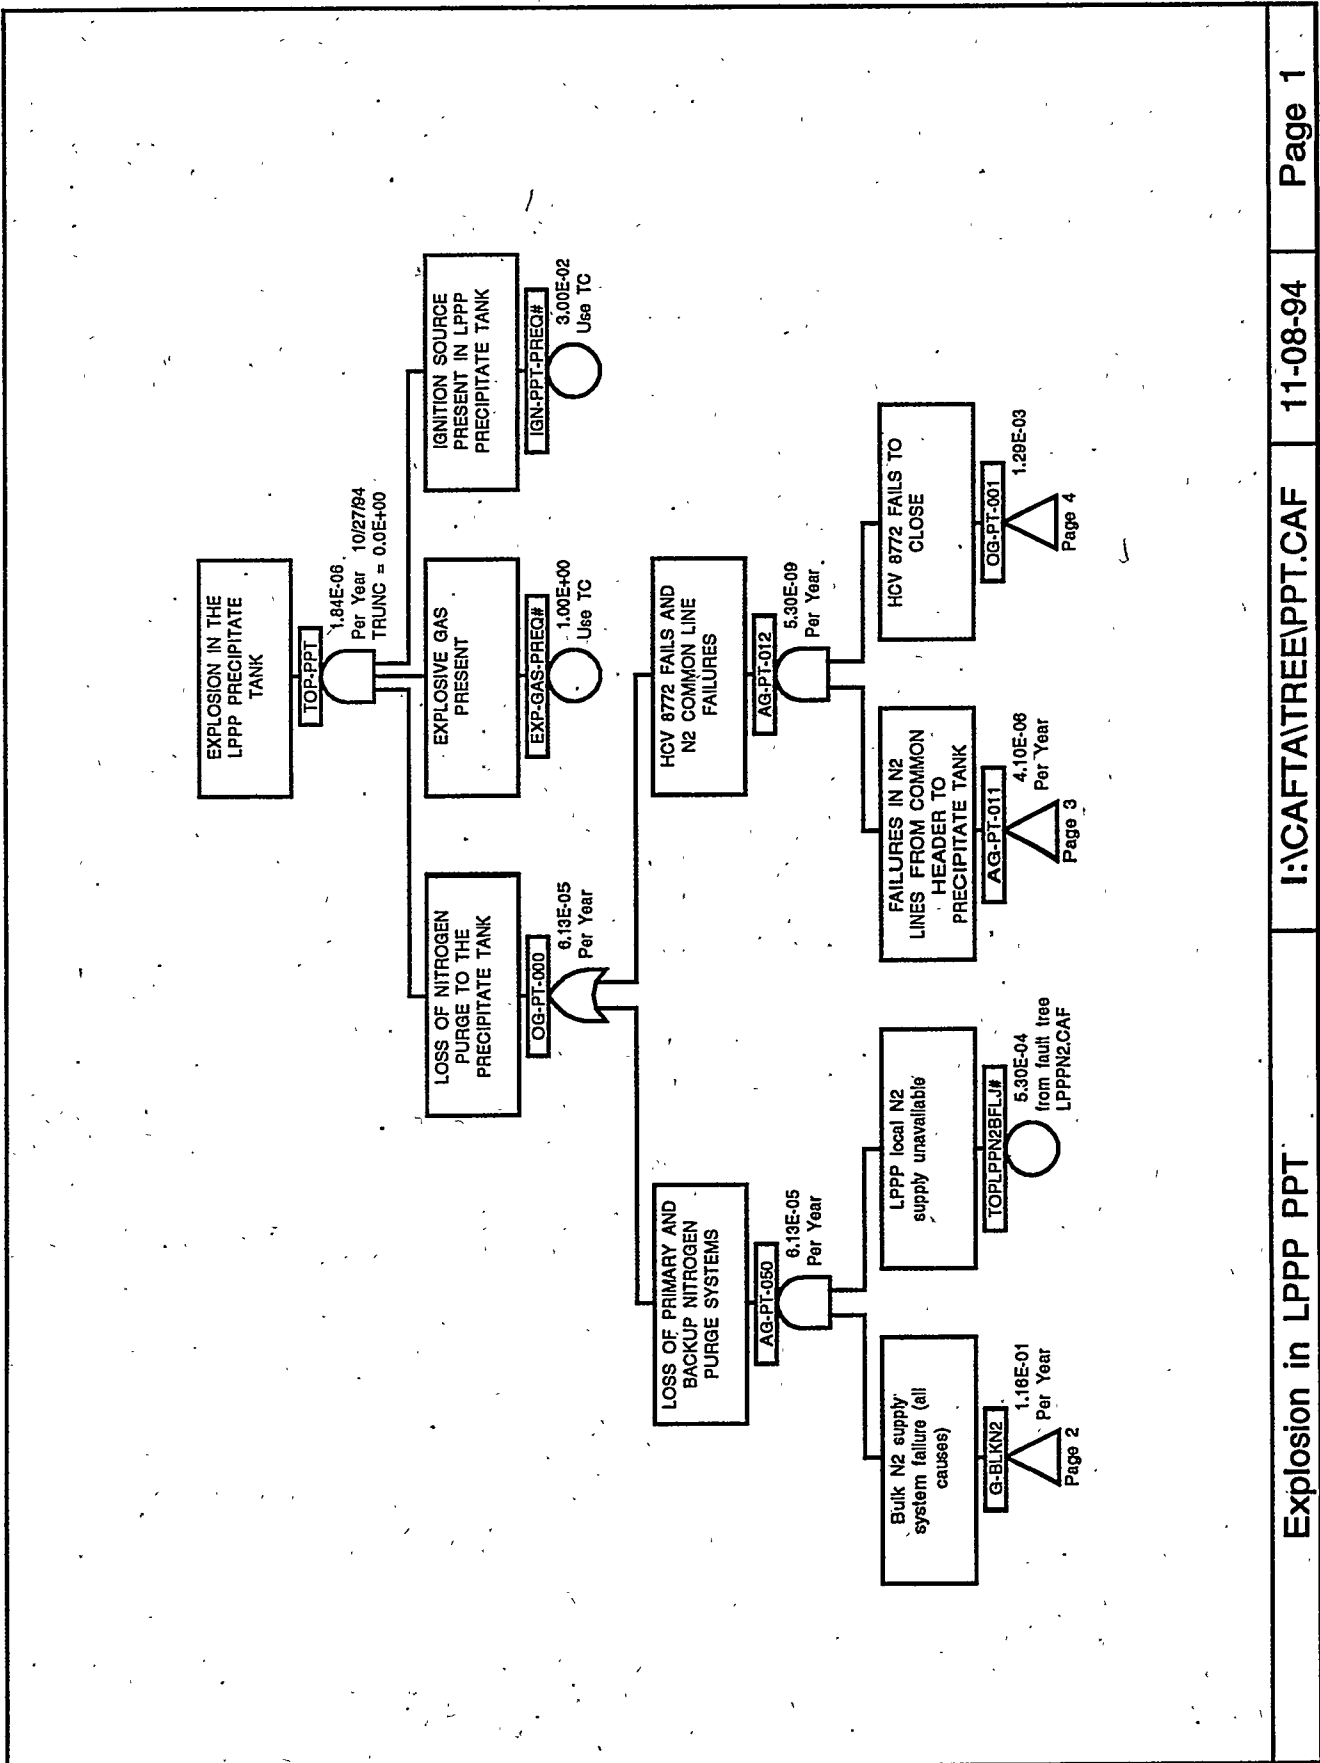 EXPLOSION IN THE
LPPP PRECIPITATE
TANK
TOP-PPT
1.84E-06
Per Year 10/27/94
TRUNC = 0.0E+00
LOSS OF NITROGEN
PURGE TO THE
PRECIPITATE TANK
OG-PT-000
6.13E-05
Per Year
EXPLOSIVE GAS
PRESENT
EXP-GAS-PREQ#
1.00E+00
Use TC
IGNITION SOURCE
PRESENT IN LPPP
PRECIPITATE TANK
IGN-PPT-PREQ#
3.00E-02
Use TC
LOSS OF PRIMARY AND
BACKUP NITROGEN
PURGE SYSTEMS
AG-PT-050
6.13E-05
Per Year
HCV 8772 FAILS AND
N2 COMMON LINE
FAILURES
AG-PT-012
5.30E-09
Per Year
Bulk N2 supply
system failure (all
causes)
G-BLKN2
1.16E-01
Per Year
Page 2
LPPP local N2
supply unavailable
TOPLPPN2BFLJ#
5.30E-04
from fault tree
LPPPN2.CAF
FAILURES IN N2
LINES FROM COMMON
HEADER TO
PRECIPITATE TANK
AG-PT-011
4.10E-06
Per Year
Page 3
HCV 8772 FAILS TO
CLOSE
OG-PT-001
1.29E-03
Page 4
Explosion in LPPP PPT
I:\CAFTA\TREE\PPT.CAF
11-08-94
Page 1